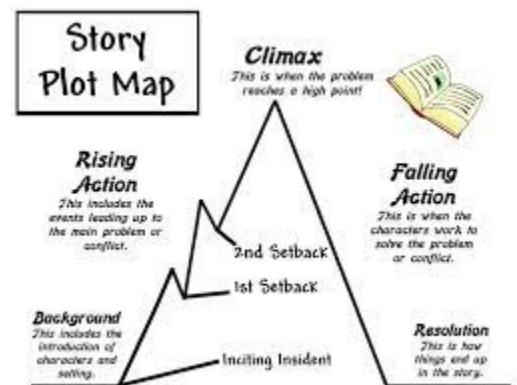 Story
Plot Map
Climax
This is when the problem
reaches a high point!
Rising
Action
This includes the
events leading up to
the main problem or
conflict.
Falling
Action
This is when the
characters work to
solve the problem
or conflict.
2nd Setback
1st Setback
Background
This includes the
introduction of
characters and
setting.
Inciting Insident
Resolution
This is how
things end up
in the story.